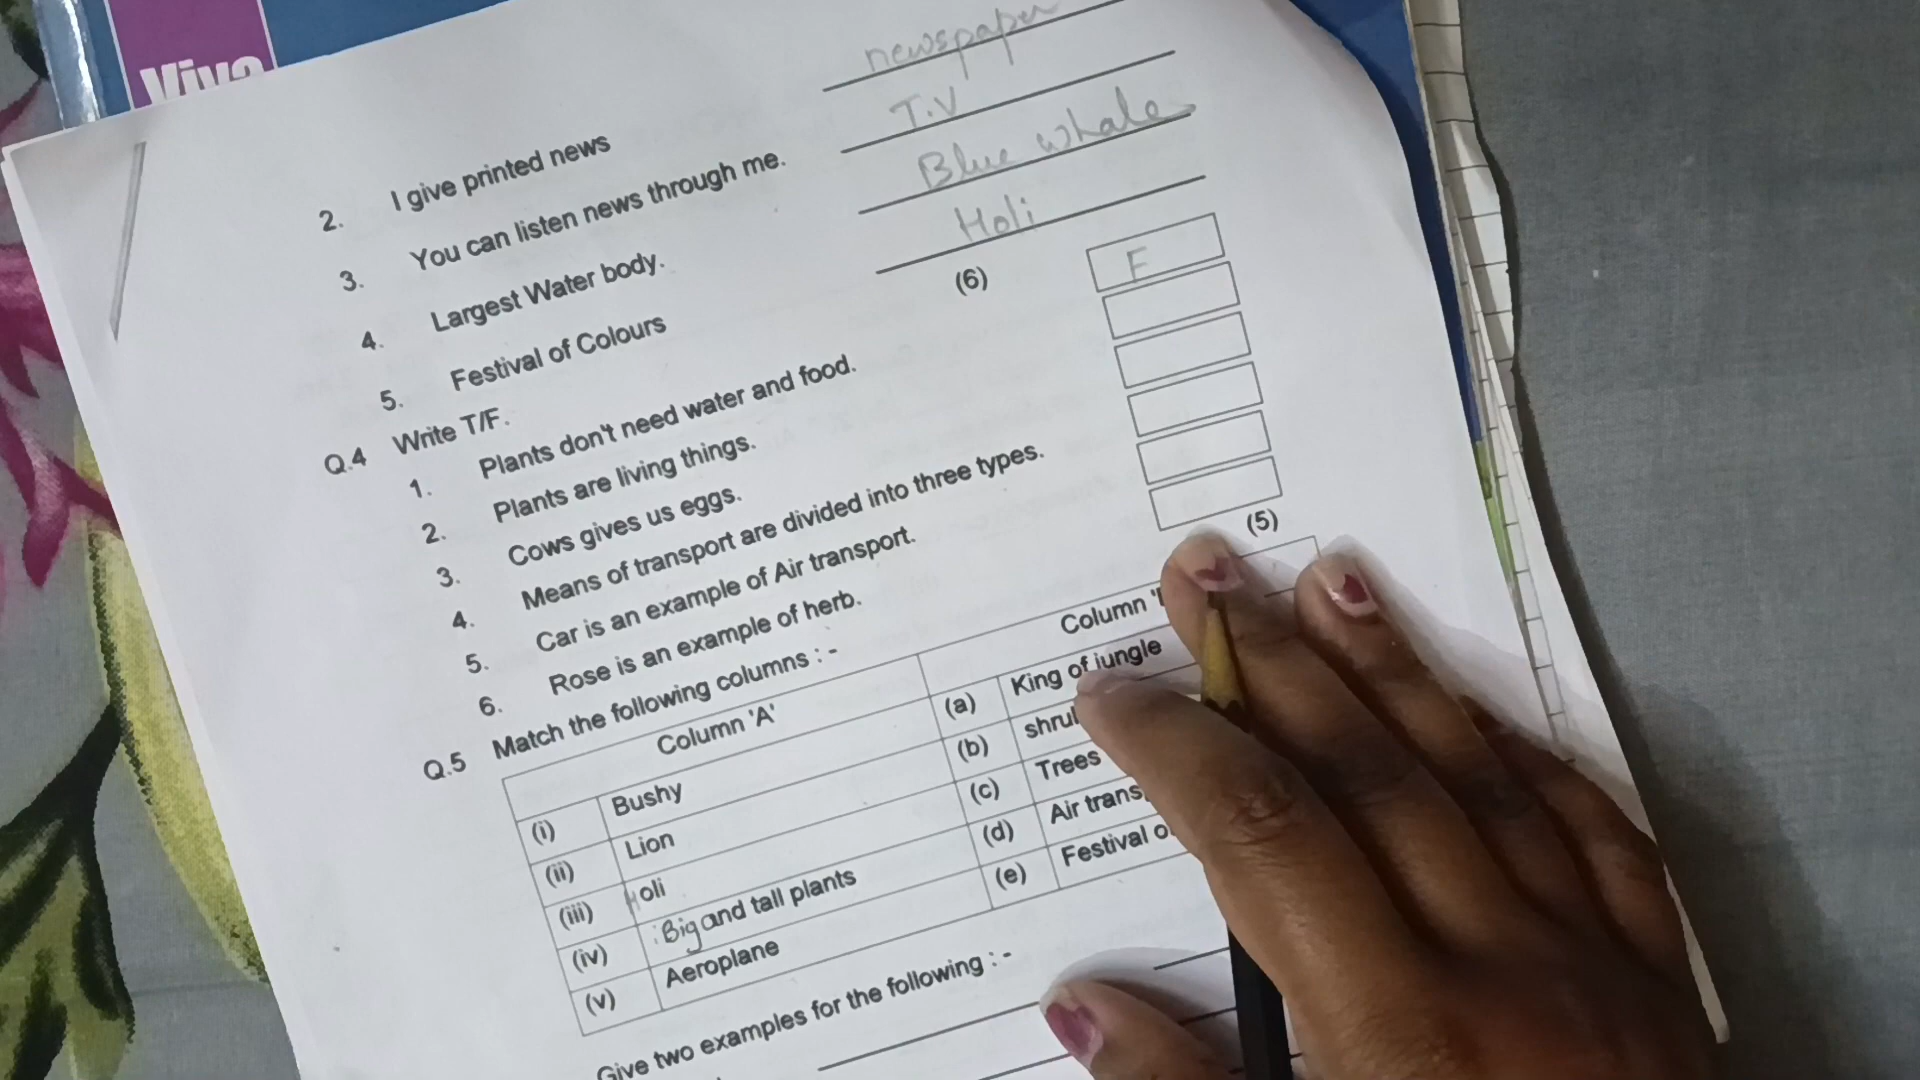 Viva
newspaper
2. I give printed news
T.V
3. You can listen news through me.
Blue whale
4. Largest Water body.
Holi
5. Festival of Colours
(6)
Q.4 Write T/F.
1. Plants don't need water and food. F
2. Plants are living things.
3. Cows gives us eggs.
4. Means of transport are divided into three types.
5. Car is an example of Air transport.
6. Rose is an example of herb.
(5)
Q.5 Match the following columns : -
Column 'A' Column
(i) Bushy (a) King of jungle
(ii) Lion (b)
(iii) Holi (c) Trees
(iv) Big and tall plants (d) Air
(v) Aeroplane (e) Festival
Give two examples for the following : -